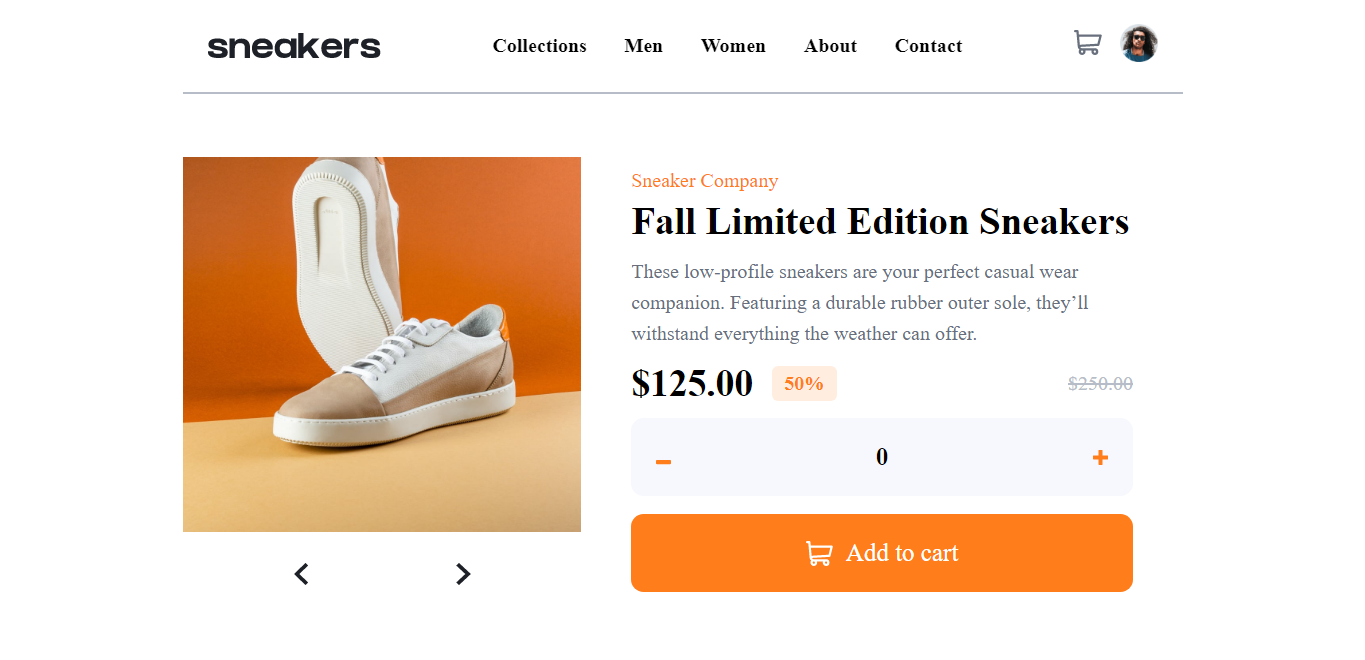 sneakers
Collections Men Women About Contact
Sneaker Company
Fall Limited Edition Sneakers
These low-profile sneakers are your perfect casual wear
companion. Featuring a durable rubber outer sole, they’ll
withstand everything the weather can offer.
$125.00 50% $250.00
– 0 +
Add to cart